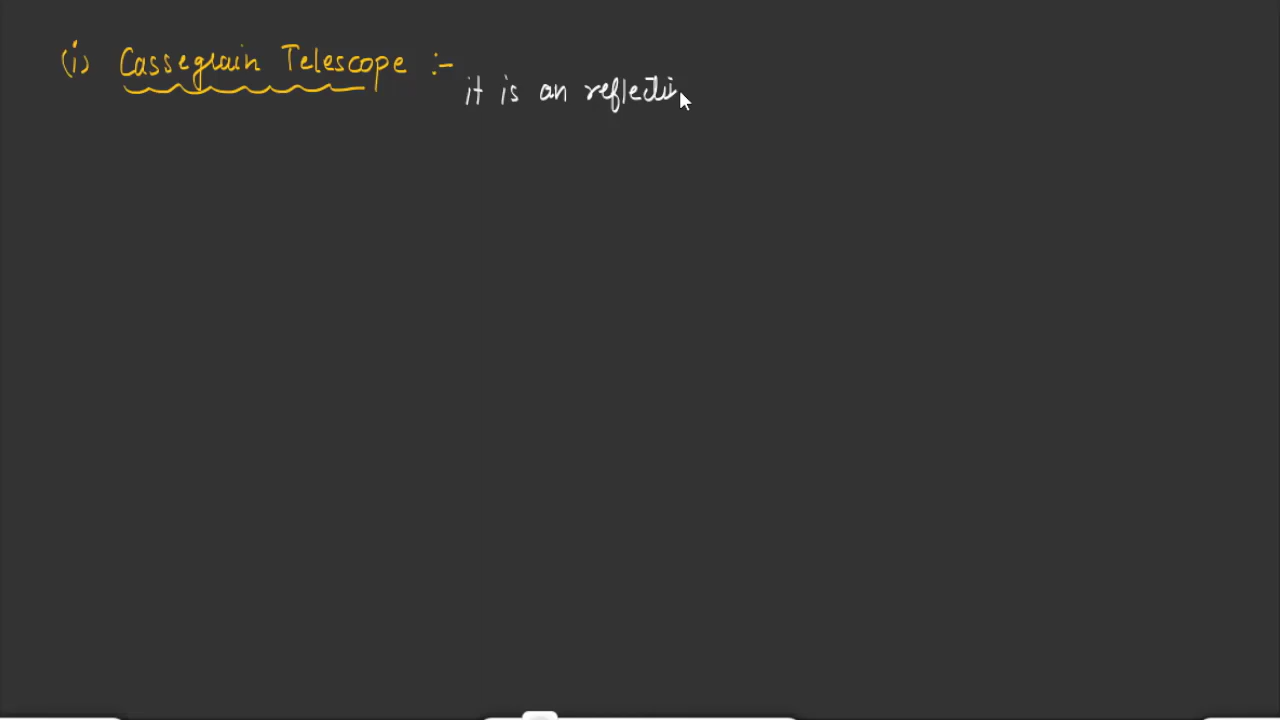 (i) Cassegrain Telescope :-
it is an reflecti